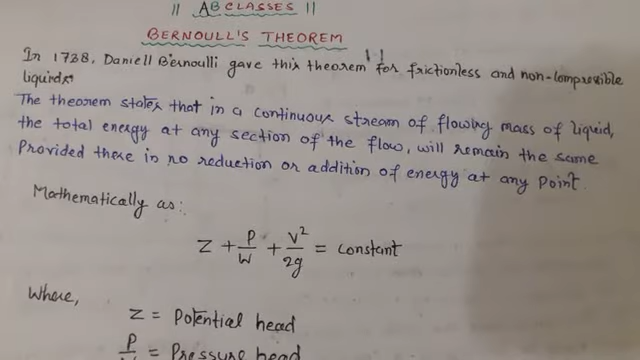 || AB CLASSES ||
BERNOULL'S THEOREM
In 1738, Daniell Bernoulli gave this theorem for frictionless and non-compressible
liquids.
The theorem states that in a continuous stream of flowing mass of liquid,
the total energy at any section of the flow, will remain the same
Provided there is no reduction or addition of energy at any Point.
Mathematically as:
Z + P/W + V²/2g = constant
Where,
Z = Potential head
P/W = Pressure head